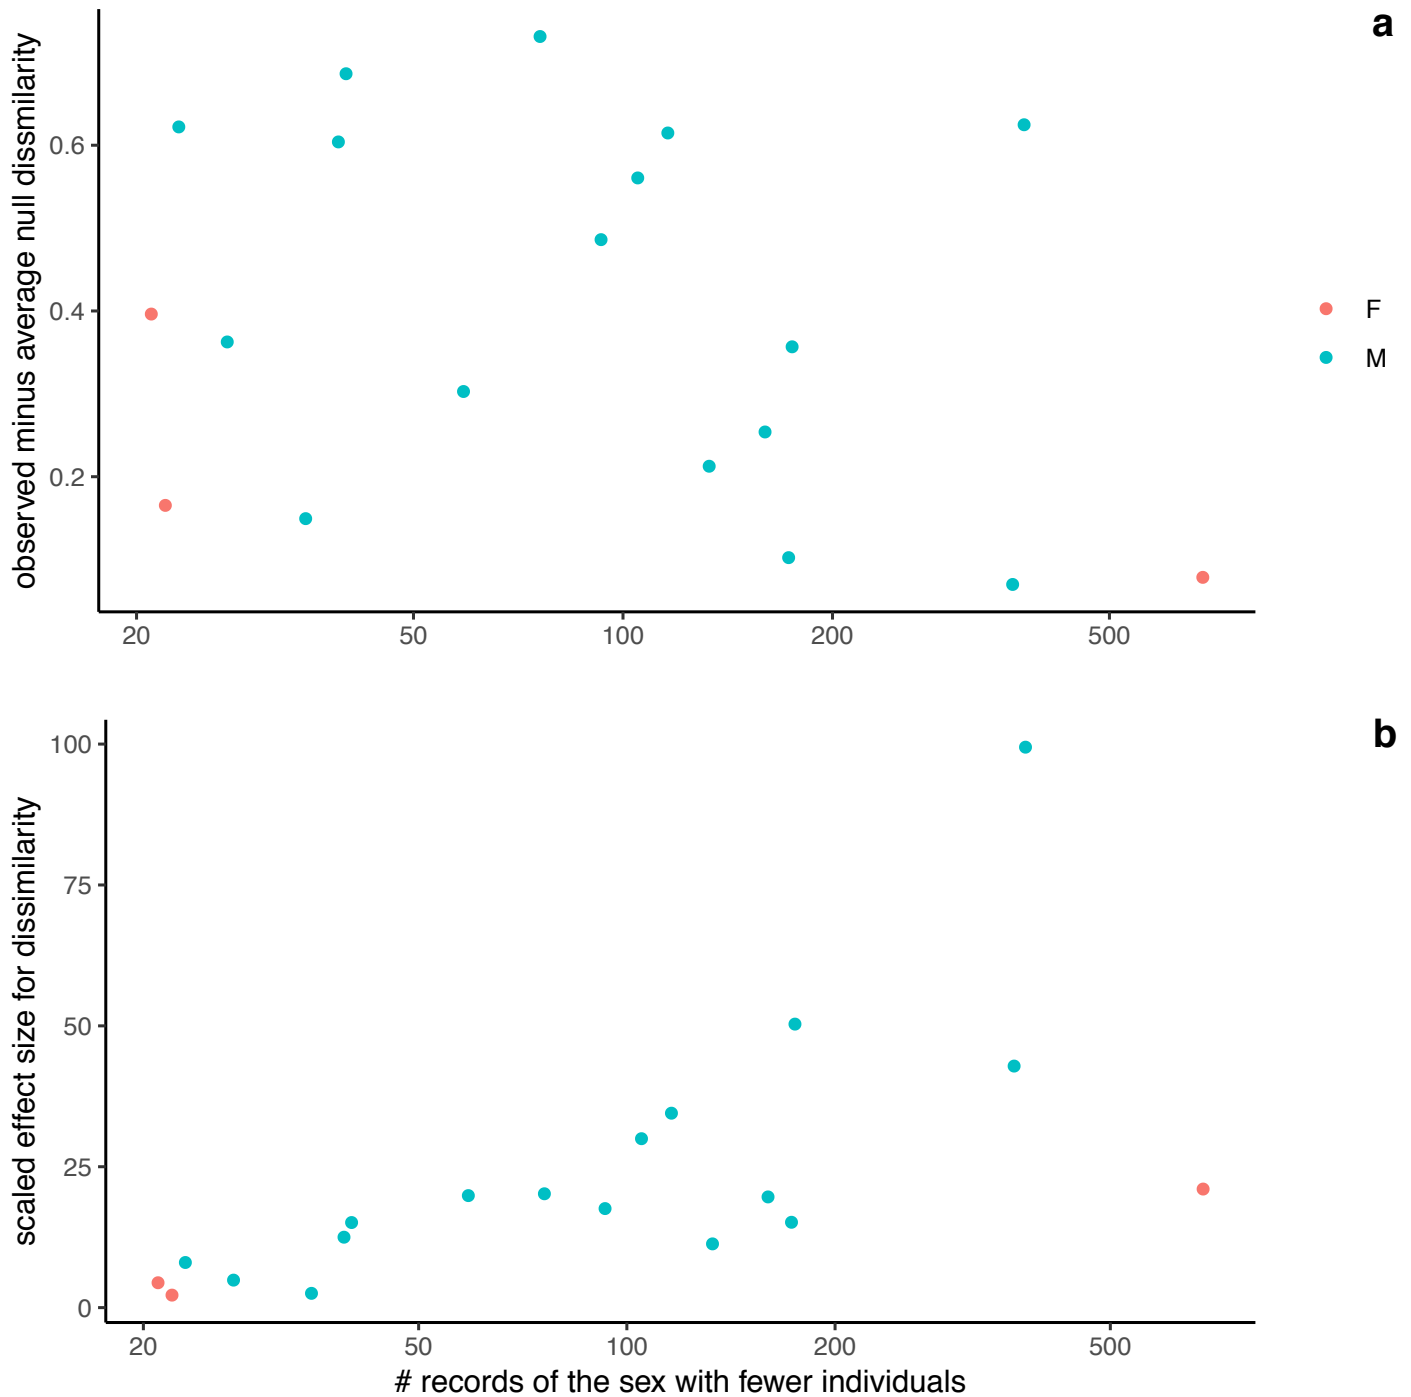 a
observed minus average null dissmilarity
0.6
0.4
0.2
20 50 100 200 500
F
M
b
scaled effect size for dissimilarity
100
75
50
25
0
20 50 100 200 500
# records of the sex with fewer individuals